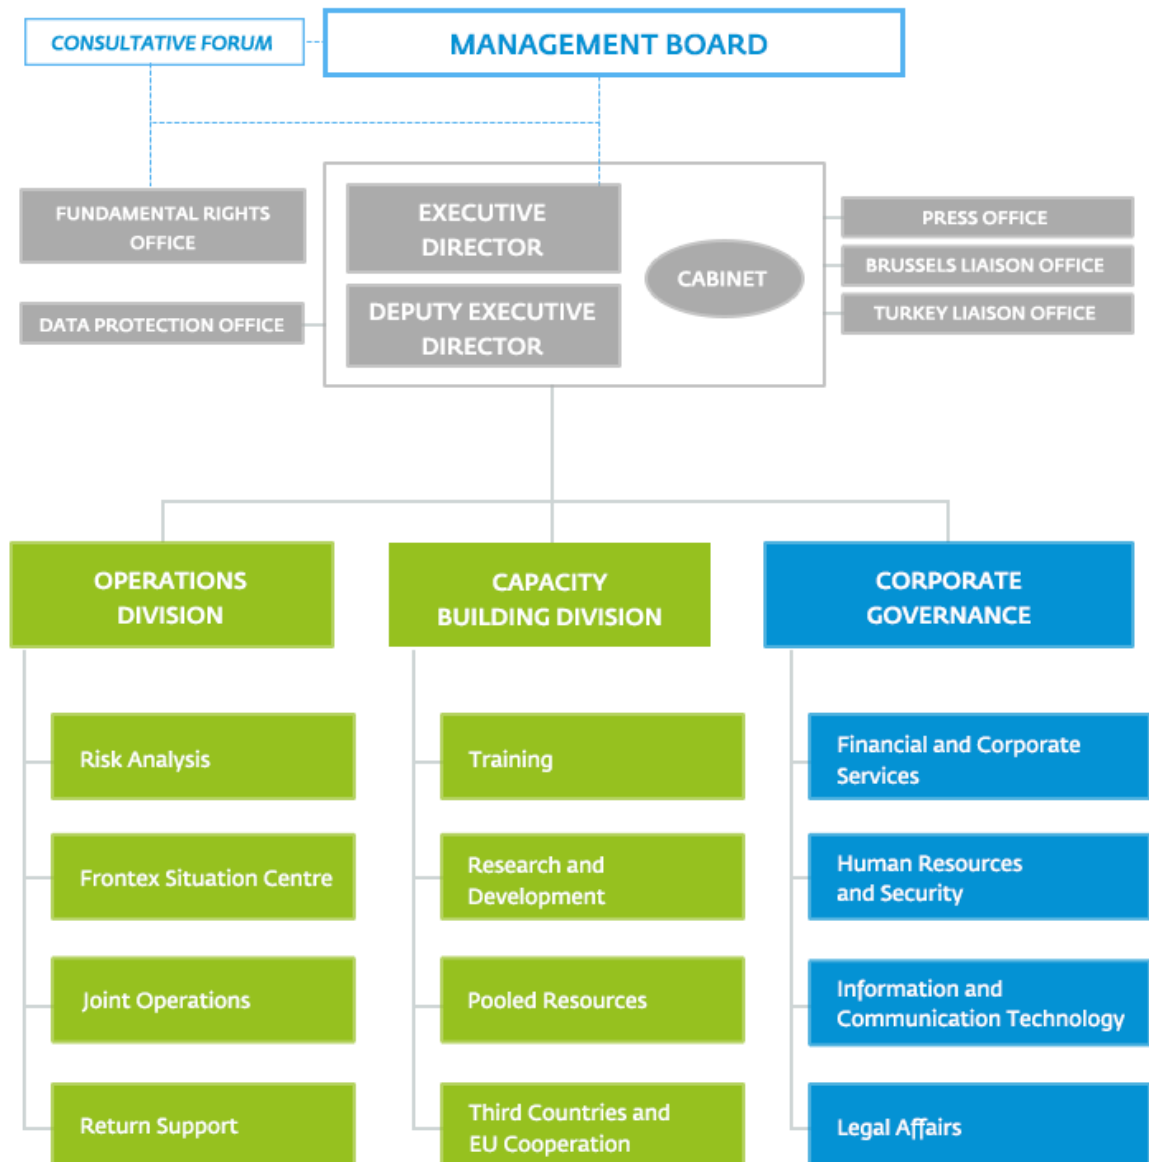 CONSULTATIVE FORUM
MANAGEMENT BOARD
FUNDAMENTAL RIGHTS
OFFICE
DATA PROTECTION OFFICE
EXECUTIVE
DIRECTOR
DEPUTY EXECUTIVE
DIRECTOR
CABINET
PRESS OFFICE
BRUSSELS LIAISON OFFICE
TURKEY LIAISON OFFICE
OPERATIONS
DIVISION
Risk Analysis
Frontex Situation Centre
Joint Operations
Return Support
CAPACITY
BUILDING DIVISION
Training
Research and
Development
Pooled Resources
Third Countries and
EU Cooperation
CORPORATE
GOVERNANCE
Financial and Corporate
Services
Human Resources
and Security
Information and
Communication Technology
Legal Affairs